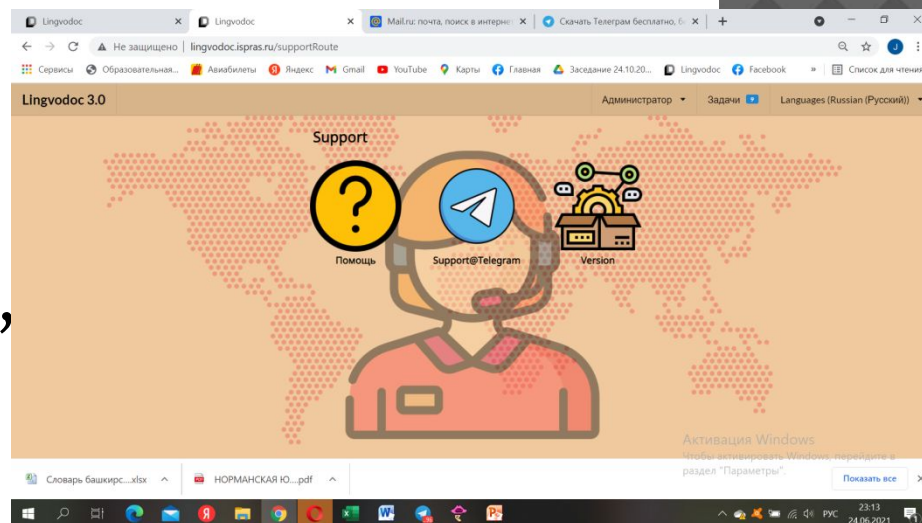 Lingvodoc
Lingvodoc
Mail.ru: почта, поиск в интернет
Скачать Телеграм бесплатно, б
Не защищено | lingvodoc.ispras.ru/supportRoute
J
Сервисы
Образовательная...
Авиабилеты
Яндекс
Gmail
YouTube
Карты
Главная
Заседание 24.10.20...
Lingvodoc
Facebook
»
Список для чтения
Lingvodoc 3.0
Администратор
Задачи
Languages (Russian (Русский))
Support
?
Помощь
Support@Telegram
Version
,
Активация Windows
Чтобы активировать Windows, перейдите в
раздел "Параметры".
Словарь башкирс....xlsx
НОРМАНСКАЯ Ю....pdf
Показать все
РУС
23:13
24.06.2021